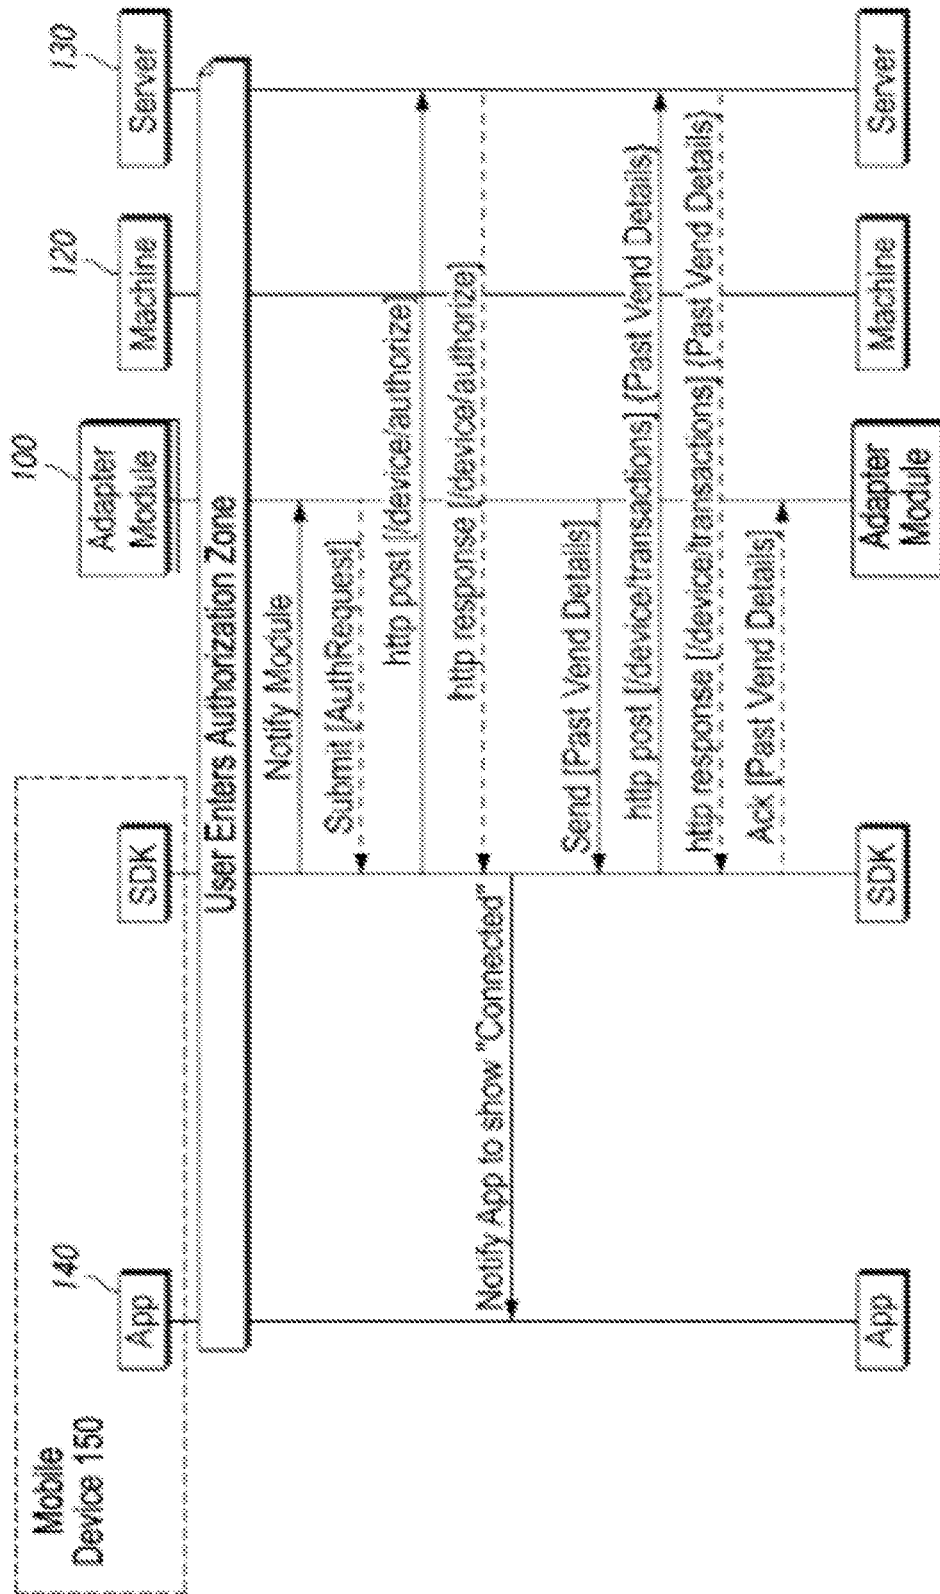 Mobile
Device 150
140
100
120
130
App
SDK
Adapter
Module
Machine
Server
User Enters Authorization Zone
Notify Module
Submit [AuthRequest]
http post [/device/authorize]
http response [/device/authorize]
Notify App to show "Connected"
Send [Past Vend Details]
http post [/device/transactions] {Past Vend Details}
http response [/device/transactions] {Past Vend Details}
Ack [Past Vend Details]
App
SDK
Adapter
Module
Machine
Server